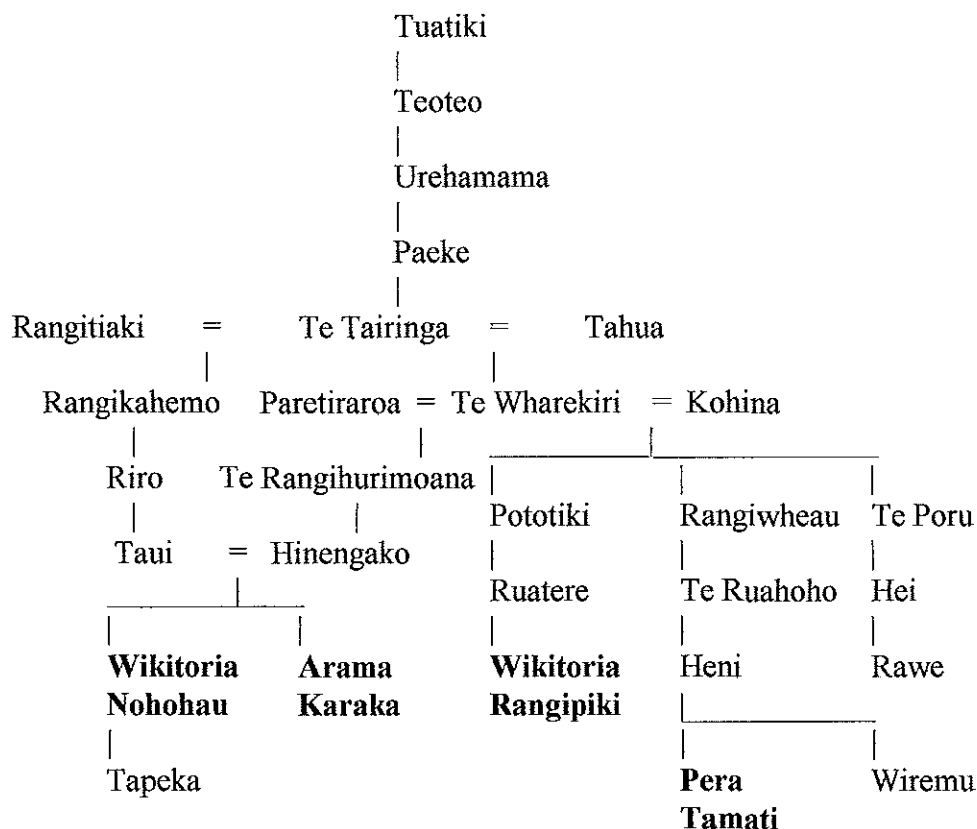 Tuatiki
Teoteo
Urehamama
Paeke
Rangitiaki = Te Tairinga = Tahua
Rangikahemo Paretiraroa = Te Wharekiri = Kohina
Riro Te Rangihurimoana
Pototiki Rangiwheau Te Poru
Taui = Hinengako
Ruatere Te Ruahoho Hei
Wikitoria Arama Wikitoria Heni Rawe
Nohohau Karaka Rangipiki
Tapeka Pera Wiremu
Tamati